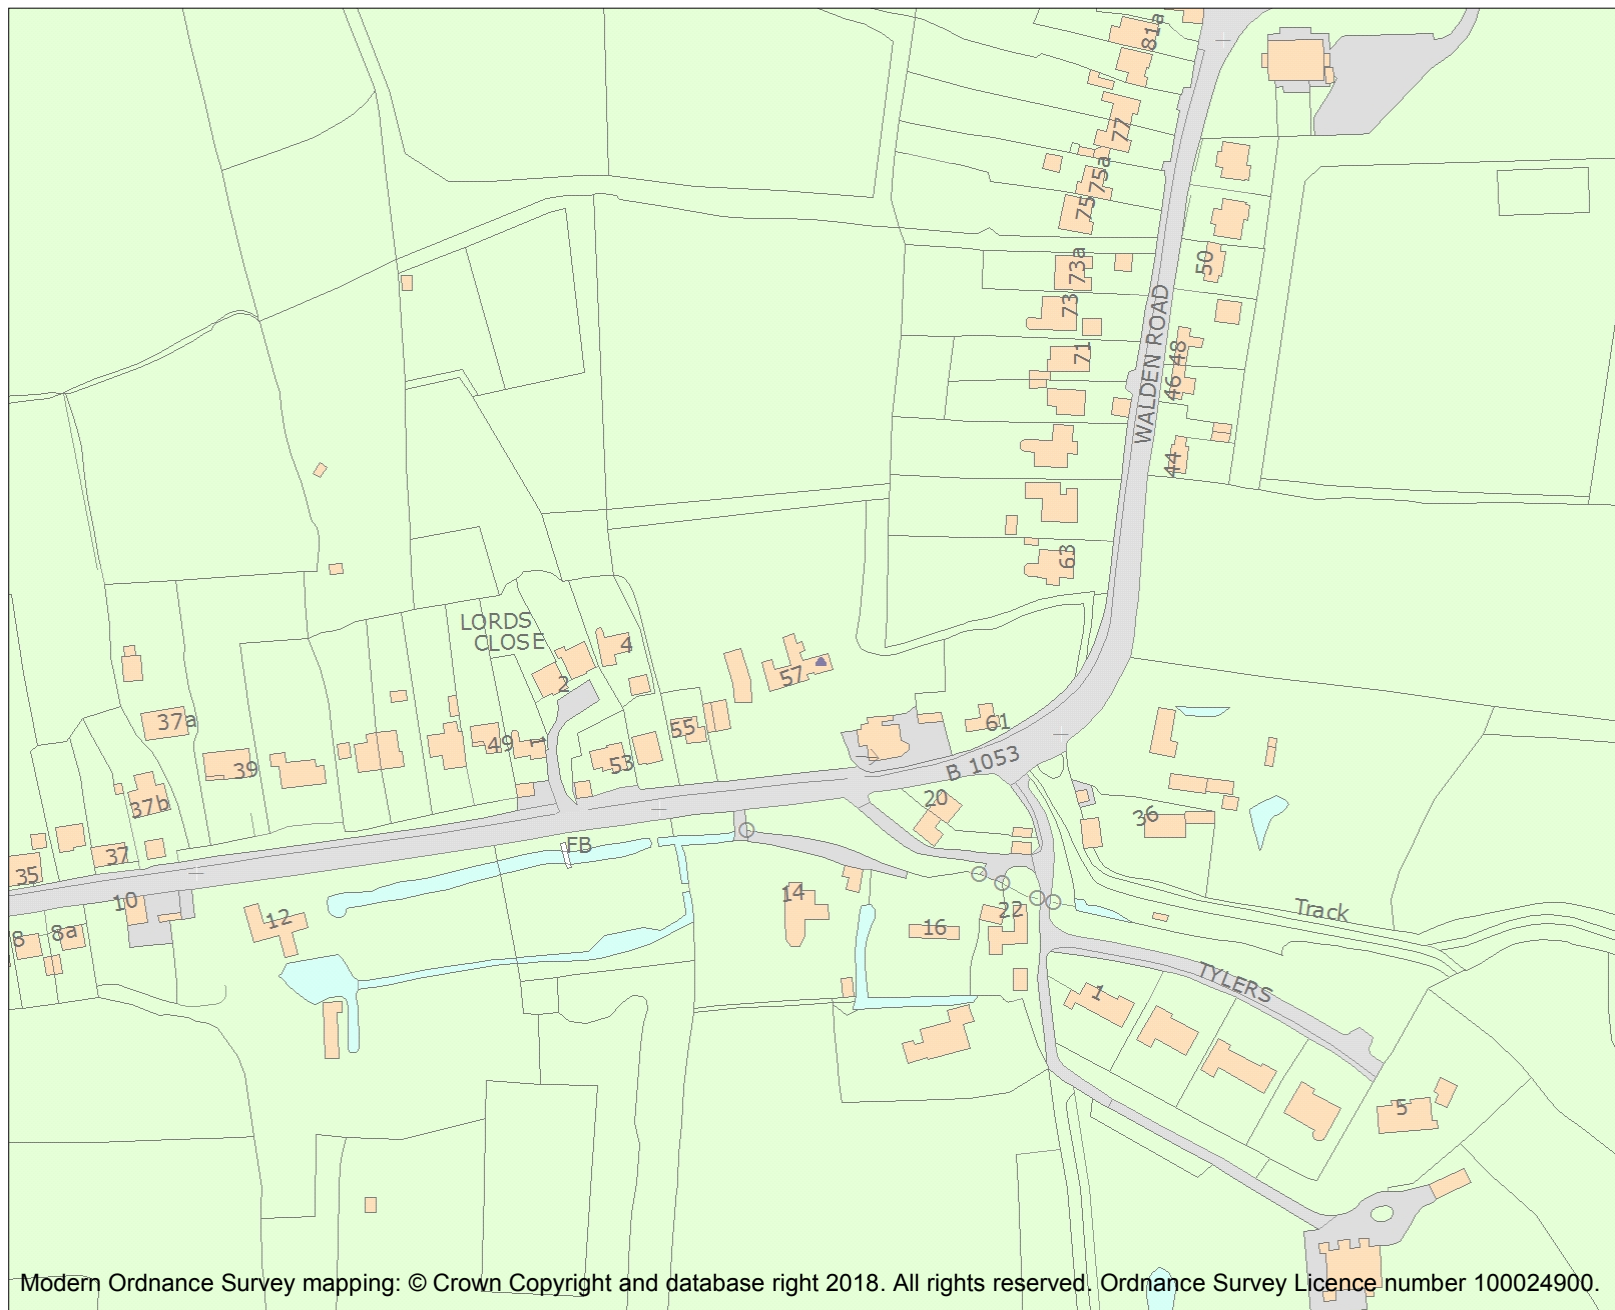 81a
77
75a
75
73a
50
73
WALDEN ROAD
71
48
46
44
63
LORDS
CLOSE
4
2
57
37a
55
61
49
1
39
53
B 1053
37b
20
36
37
FB
35
10
14
22
Track
12
16
8
8a
TYLERS
1
5
Modern Ordnance Survey mapping: © Crown Copyright and database right 2018. All rights reserved. Ordnance Survey Licence number 100024900.